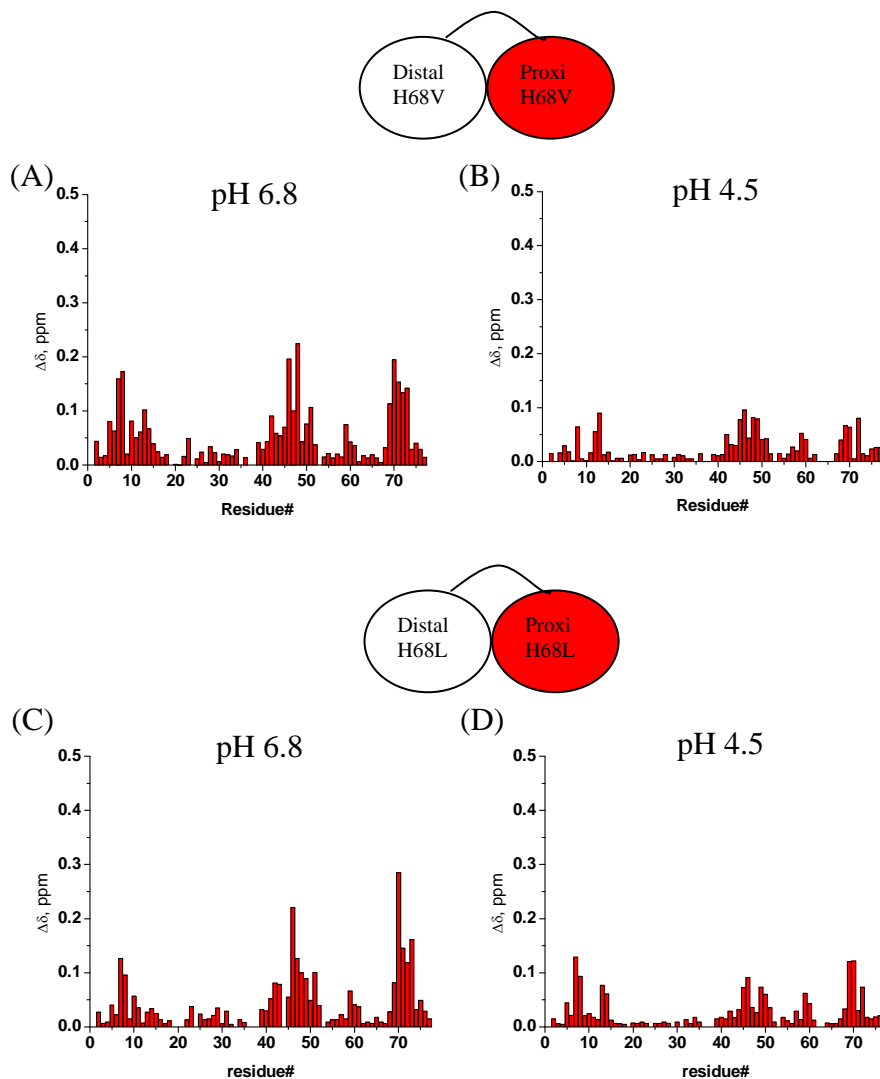 Distal Proxi
H68V H68V
(A) (B)
pH 6.8 pH 4.5
0.5 0.5
0.4 0.4
0.3 0.3
0.2 0.2
0.1 0.1
0.0 0.0
Δδ, ppm Δδ, ppm
0 10 20 30 40 50 60 70 0 10 20 30 40 50 60 70
Residue# Residue#
Distal Proxi
H68L H68L
(C) (D)
pH 6.8 pH 4.5
0.5 0.5
0.4 0.4
0.3 0.3
0.2 0.2
0.1 0.1
0.0 0.0
Δδ, ppm Δδ, ppm
0 10 20 30 40 50 60 70 0 10 20 30 40 50 60 70
residue# residue#